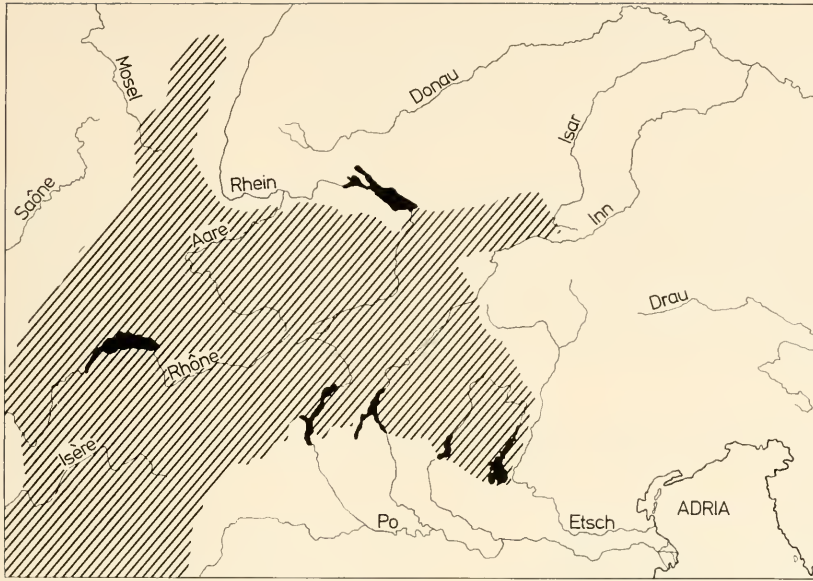 Mosel
Donau
Isar
Saône
Rhein
Inn
Aare
Drau
Rhône
Isère
Po
Etsch
ADRIA